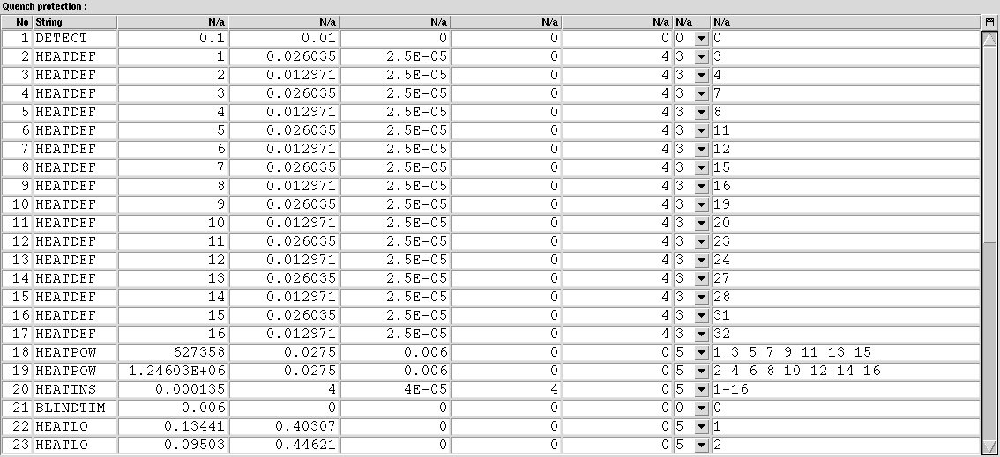 Quench protection :
No String N/a N/a N/a N/a N/a N/a N/a
1 DETECT 0.1 0.01 0 0 0 0 0
2 HEATDEF 1 0.026035 2.5E-05 0 4 3 3
3 HEATDEF 2 0.012971 2.5E-05 0 4 3 4
4 HEATDEF 3 0.026035 2.5E-05 0 4 3 7
5 HEATDEF 4 0.012971 2.5E-05 0 4 3 8
6 HEATDEF 5 0.026035 2.5E-05 0 4 3 11
7 HEATDEF 6 0.012971 2.5E-05 0 4 3 12
8 HEATDEF 7 0.026035 2.5E-05 0 4 3 15
9 HEATDEF 8 0.012971 2.5E-05 0 4 3 16
10 HEATDEF 9 0.026035 2.5E-05 0 4 3 19
11 HEATDEF 10 0.012971 2.5E-05 0 4 3 20
12 HEATDEF 11 0.026035 2.5E-05 0 4 3 23
13 HEATDEF 12 0.012971 2.5E-05 0 4 3 24
14 HEATDEF 13 0.026035 2.5E-05 0 4 3 27
15 HEATDEF 14 0.012971 2.5E-05 0 4 3 28
16 HEATDEF 15 0.026035 2.5E-05 0 4 3 31
17 HEATDEF 16 0.012971 2.5E-05 0 4 3 32
18 HEATPOW 627358 0.0275 0.006 0 0 5 1 3 5 7 9 11 13 15
19 HEATPOW 1.24603E+06 0.0275 0.006 0 0 5 2 4 6 8 10 12 14 16
20 HEATINS 0.000135 4 4E-05 4 0 5 1-16
21 BLINDTIM 0.006 0 0 0 0 0 0
22 HEATLO 0.13441 0.40307 0 0 0 5 1
23 HEATLO 0.09503 0.44621 0 0 0 5 2